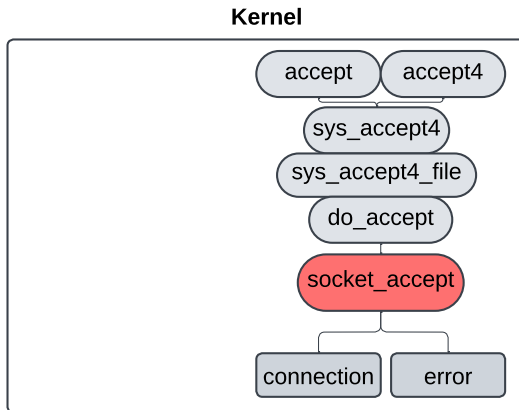 Kernel
accept accept4
sys_accept4
sys_accept4_file
do_accept
socket_accept
connection error